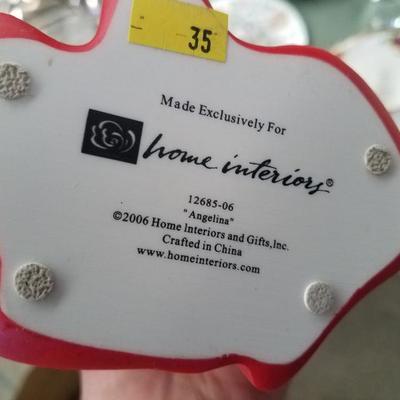 35
Made Exclusively For
home interiors®
12685-06
"Angelina"
©2006 Home Interiors and Gifts,Inc.
Crafted in China
www.homeinteriors.com